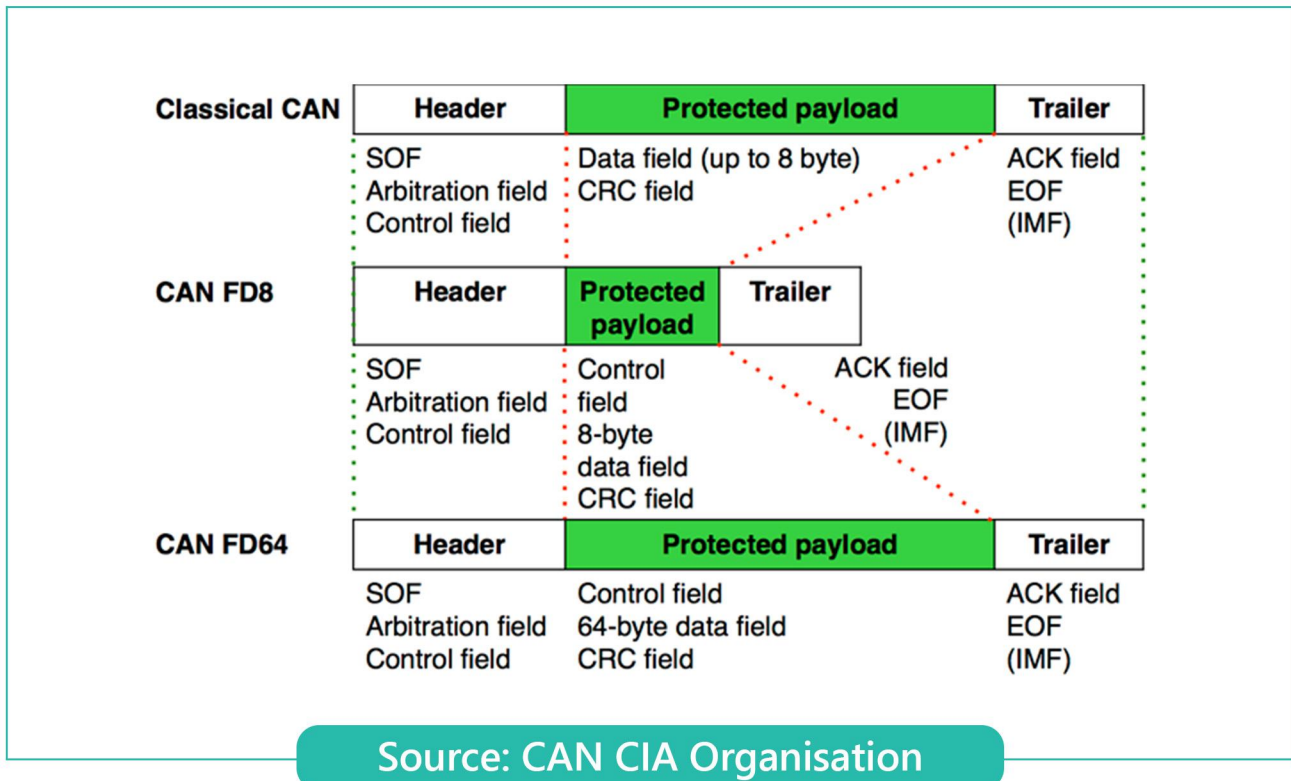 Classical CAN Header Protected payload Trailer
SOF Data field (up to 8 byte) ACK field
Arbitration field CRC field EOF
Control field (IMF)
CAN FD8 Header Protected payload Trailer
SOF Control ACK field
Arbitration field field EOF
Control field 8-byte (IMF)
data field
CRC field
CAN FD64 Header Protected payload Trailer
SOF Control field ACK field
Arbitration field 64-byte data field EOF
Control field CRC field (IMF)
Source: CAN CIA Organisation